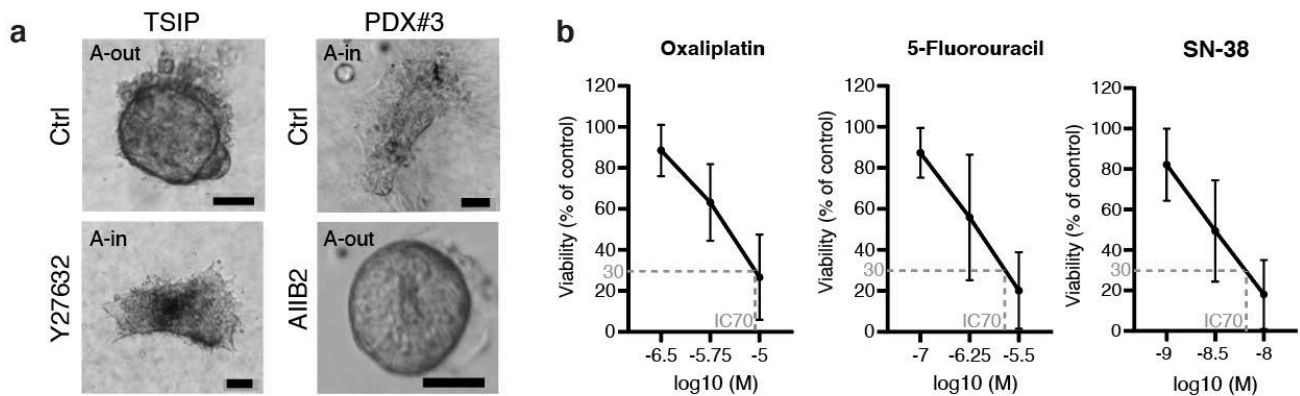 a
TSIP
PDX#3
Ctrl
A-out
Ctrl
A-in
Y27632
A-in
AIIB2
A-out
b
Oxaliplatin
Viability (% of control)
120
100
80
60
40
30
20
0
IC70
-6.5 -5.75 -5
log10 (M)
5-Fluorouracil
Viability (% of control)
120
100
80
60
40
30
20
0
IC70
-7 -6.25 -5.5
log10 (M)
SN-38
Viability (% of control)
120
100
80
60
40
30
20
0
IC70
-9 -8.5 -8
log10 (M)